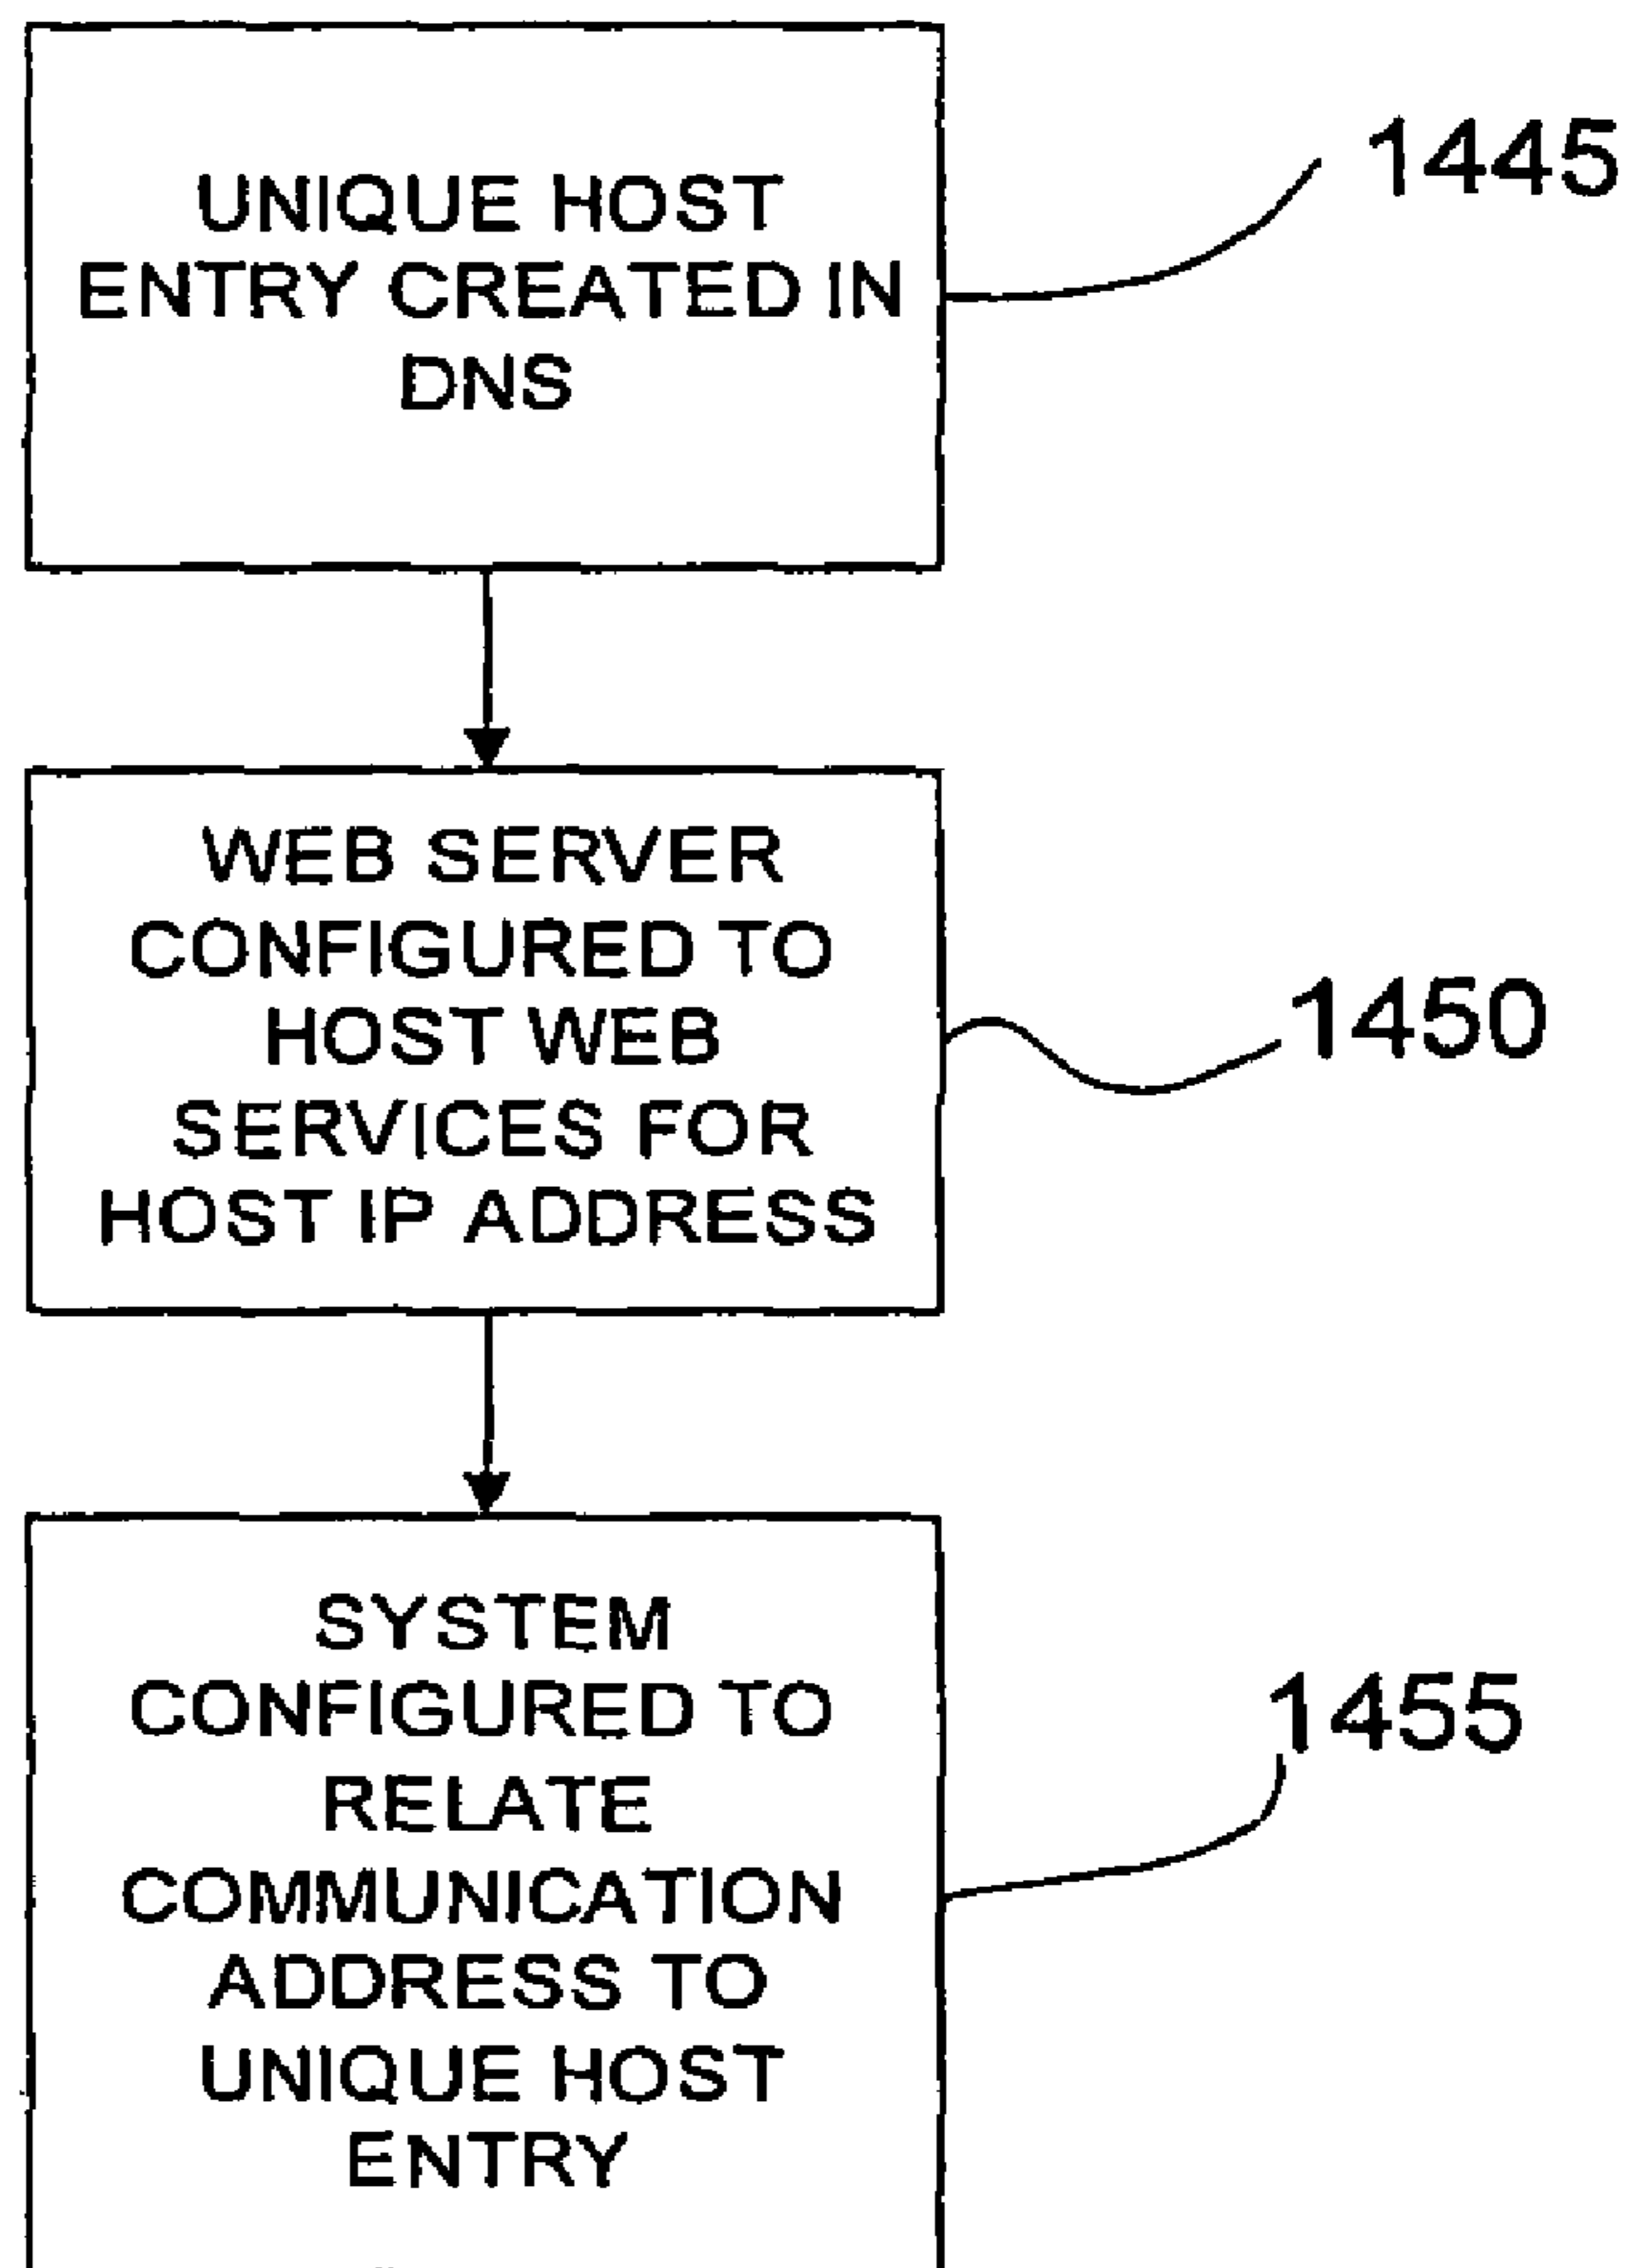 UNIQUE HOST
ENTRY CREATED IN
DNS
1445
WEB SERVER
CONFIGURED TO
HOST WEB
SERVICES FOR
HOST IP ADDRESS
1450
SYSTEM
CONFIGURED TO
RELATE
COMMUNICATION
ADDRESS TO
UNIQUE HOST
ENTRY
1455